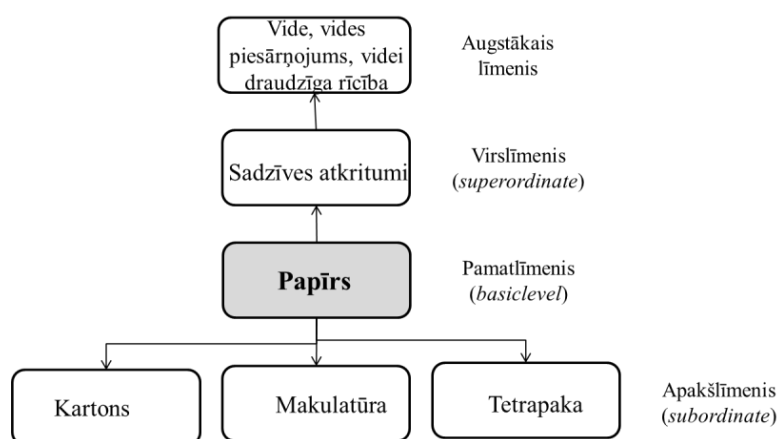 Vide, vides
piesārņojums, videi
draudzīga rīcība
Augstākais
līmenis
Sadzīves atkritumi
Virslīmenis
(superordinate)
Papīrs
Pamatlīmenis
(basiclevel)
Kartons
Makulatūra
Tetrapaka
Apakšlīmenis
(subordinate)